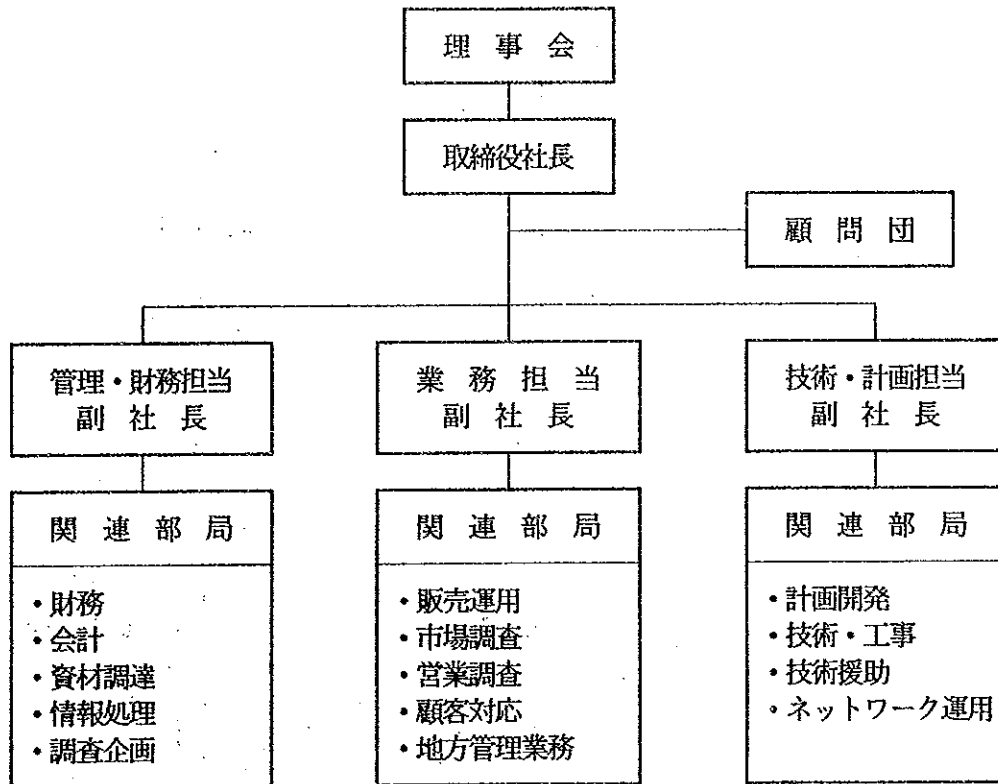 理事会
取締役社長
顧問団
管理・財務担当
副社長
業務担当
副社長
技術・計画担当
副社長
関連部局
・財務
・会計
・資材調達
・情報処理
・調査企画
関連部局
・販売運用
・市場調査
・営業調査
・顧客対応
・地方管理業務
関連部局
・計画開発
・技術・工事
・技術援助
・ネットワーク運用